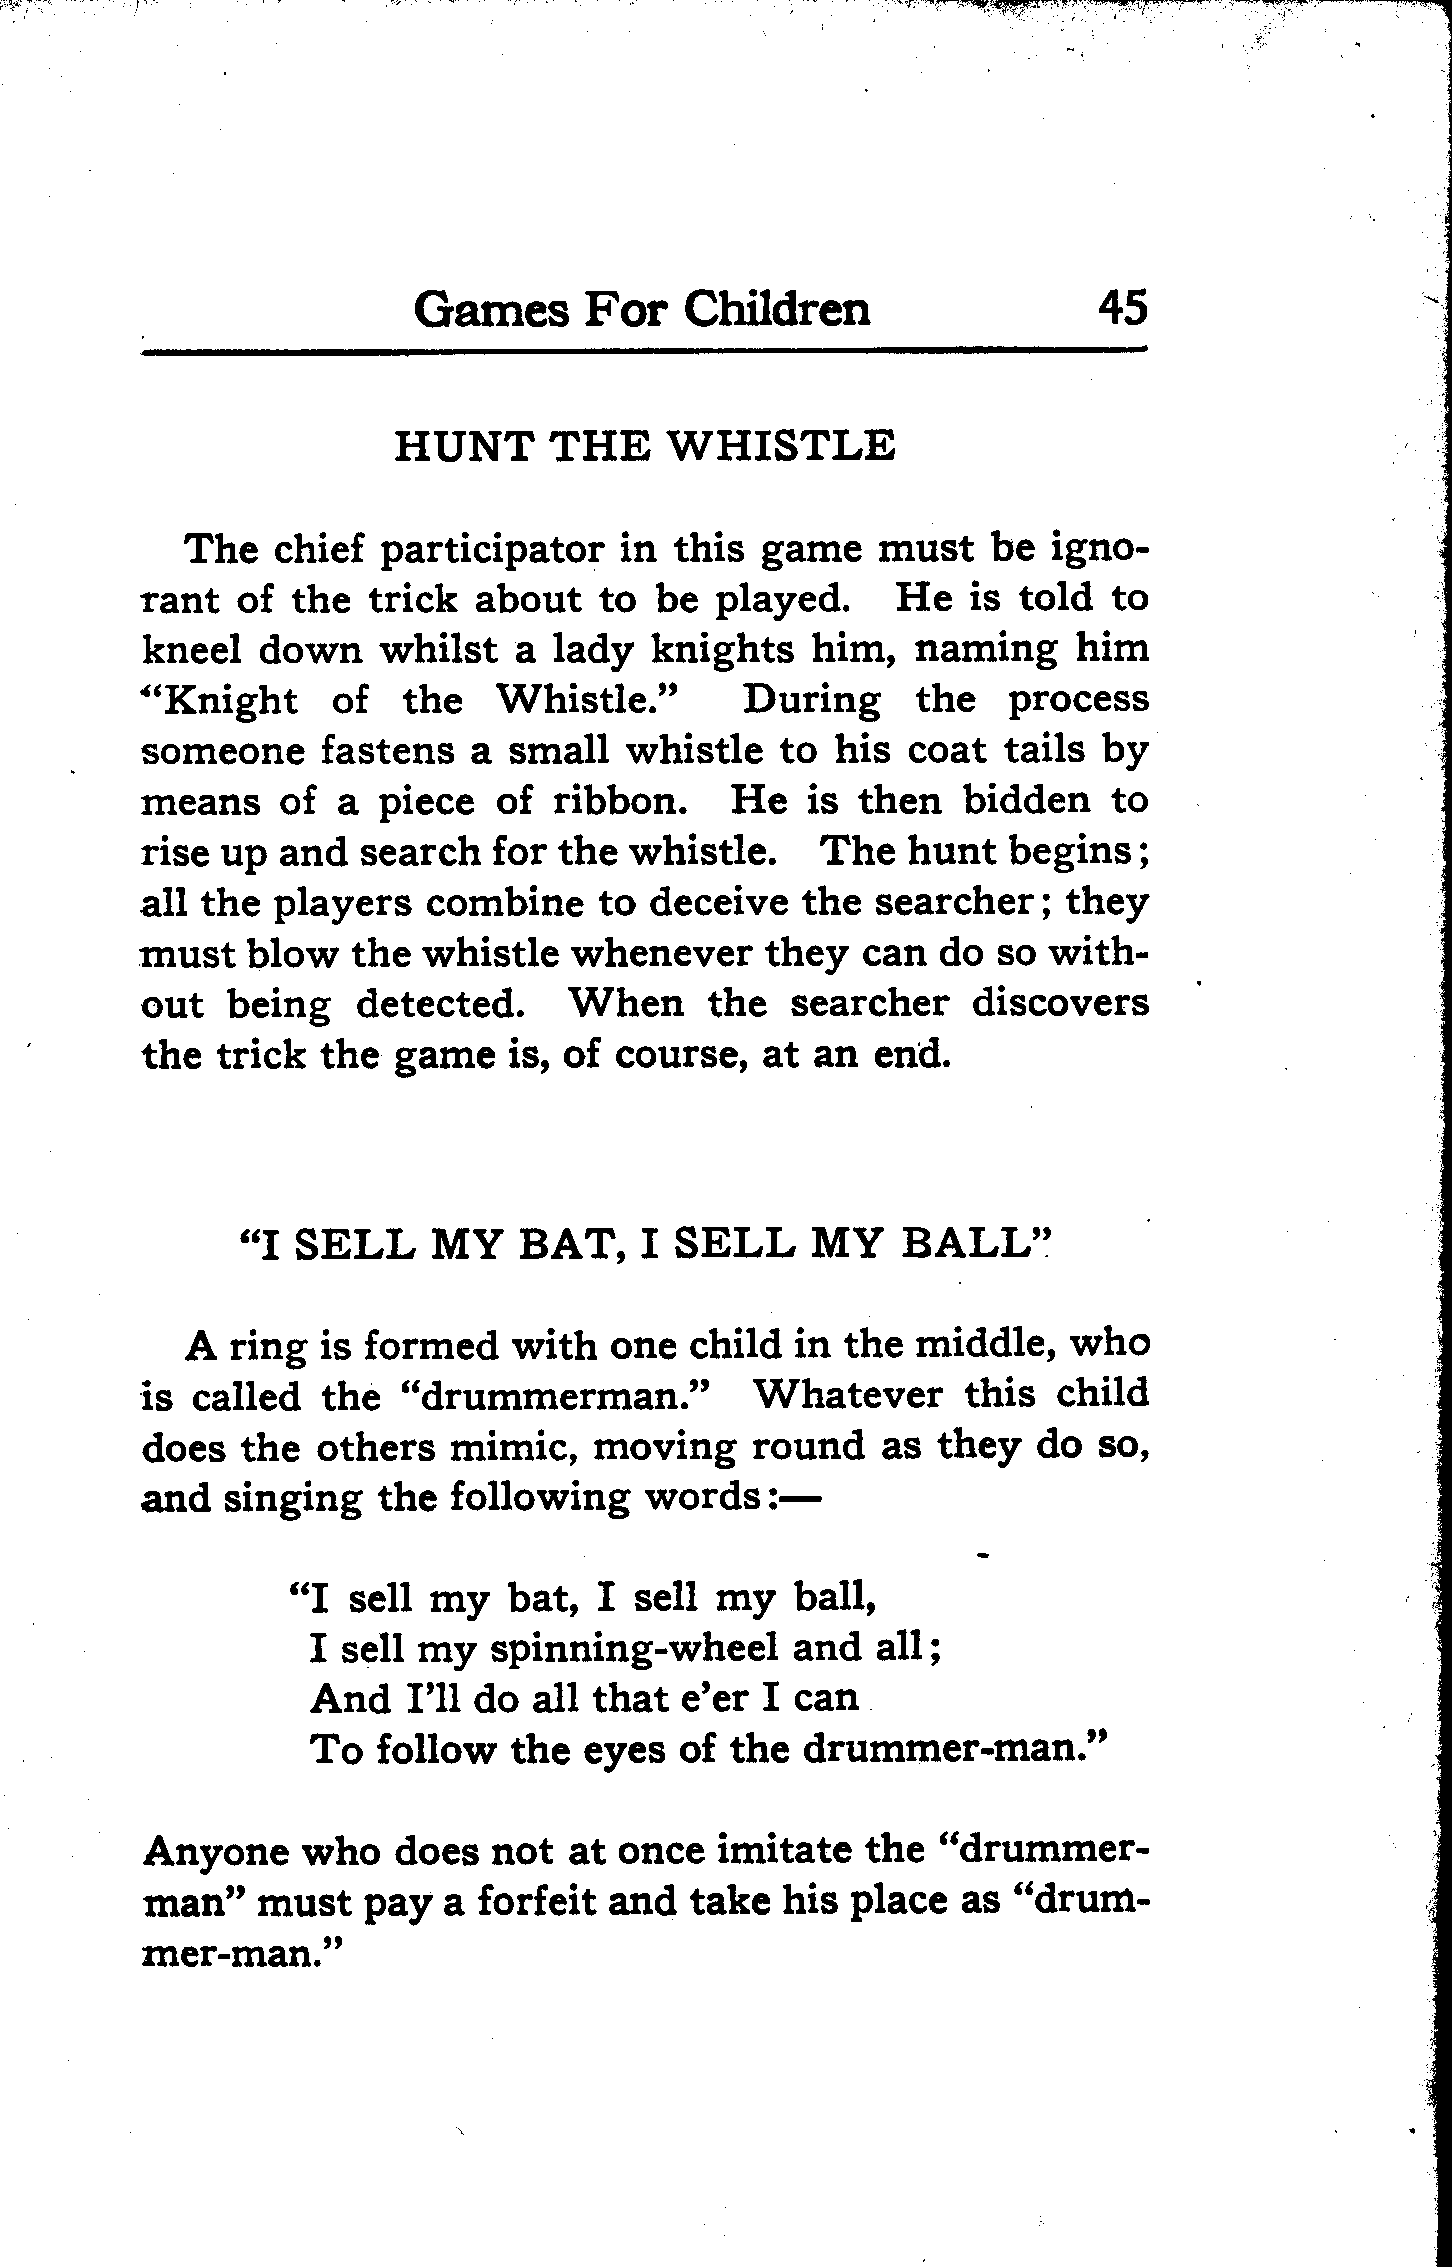 Games For Children 45
HUNT THE WHISTLE
The chief participator in this game must be igno-
rant of the trick about to be played. He is told to
kneel down whilst a lady knights him, naming him
“Knight of the Whistle.” During the process
someone fastens a small whistle to his coat tails by
means of a piece of ribbon. He is then bidden to
rise up and search for the whistle. The hunt begins;
all the players combine to deceive the searcher; they
must blow the whistle whenever they can do so with-
out being detected. When the searcher discovers
the trick the game is, of course, at an end.
“I SELL MY BAT, I SELL MY BALL”
A ring is formed with one child in the middle, who
is called the “drummerman.” Whatever this child
does the others mimic, moving round as they do so,
and singing the following words:—
“I sell my bat, I sell my ball,
I sell my spinning-wheel and all;
And I’ll do all that e’er I can
To follow the eyes of the drummer-man.”
Anyone who does not at once imitate the “drummer-
man” must pay a forfeit and take his place as “drum-
mer-man.”